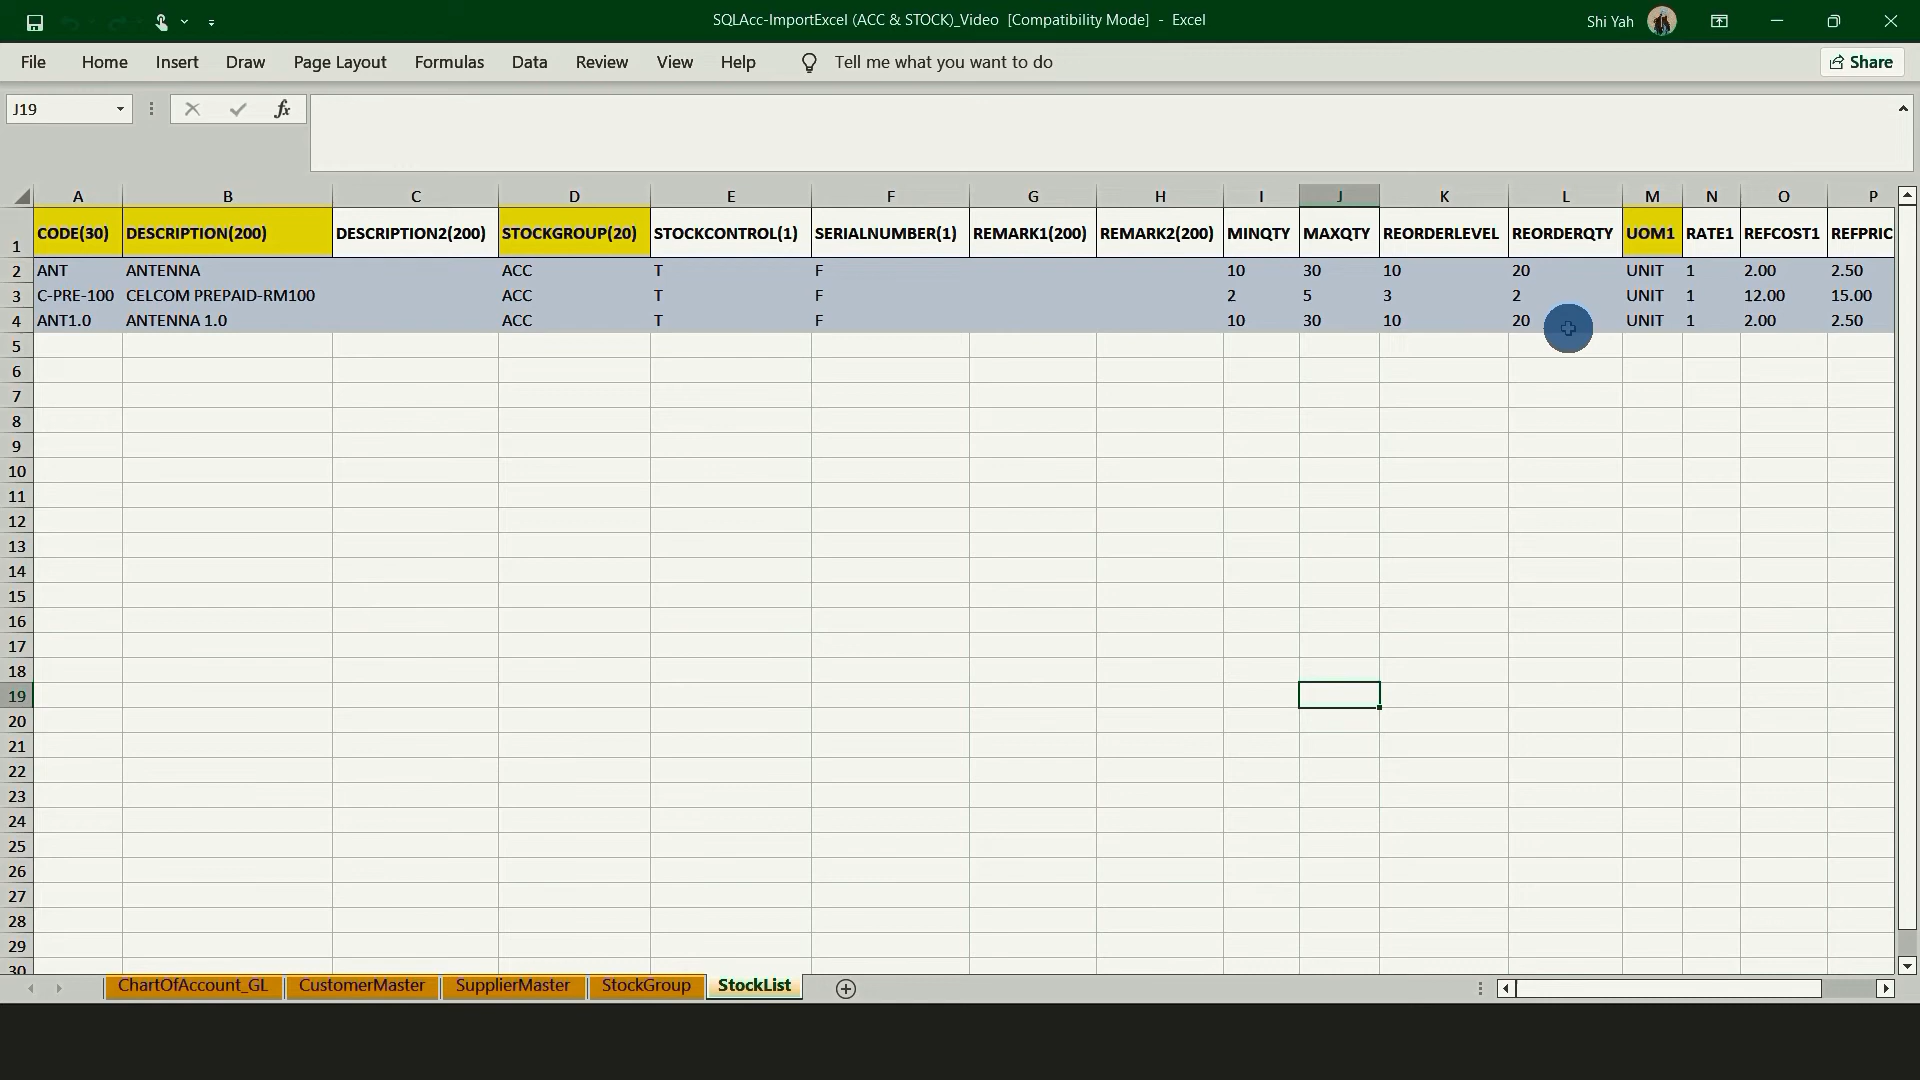 SQLAcc-ImportExcel (ACC & STOCK)_Video [Compatibility Mode] - Excel
Shi Yah
File Home Insert Draw Page Layout Formulas Data Review View Help Tell me what you want to do Share
J19 fx
A B C D E F G H I J K L M N O P
1 CODE(30) DESCRIPTION(200) DESCRIPTION2(200) STOCKGROUP(20) STOCKCONTROL(1) SERIALNUMBER(1) REMARK1(200) REMARK2(200) MINQTY MAXQTY REORDERLEVEL REORDERQTY UOM1 RATE1 REFCOST1 REFPRIC
2 ANT ANTENNA ACC T F 10 30 10 20 UNIT 1 2.00 2.50
3 C-PRE-100 CELCOM PREPAID-RM100 ACC T F 2 5 3 2 UNIT 1 12.00 15.00
4 ANT1.0 ANTENNA 1.0 ACC T F 10 30 10 20 UNIT 1 2.00 2.50
5
6
7
8
9
10
11
12
13
14
15
16
17
18
19
20
21
22
23
24
25
26
27
28
29
30
ChartOfAccount_GL CustomerMaster SupplierMaster StockGroup StockList